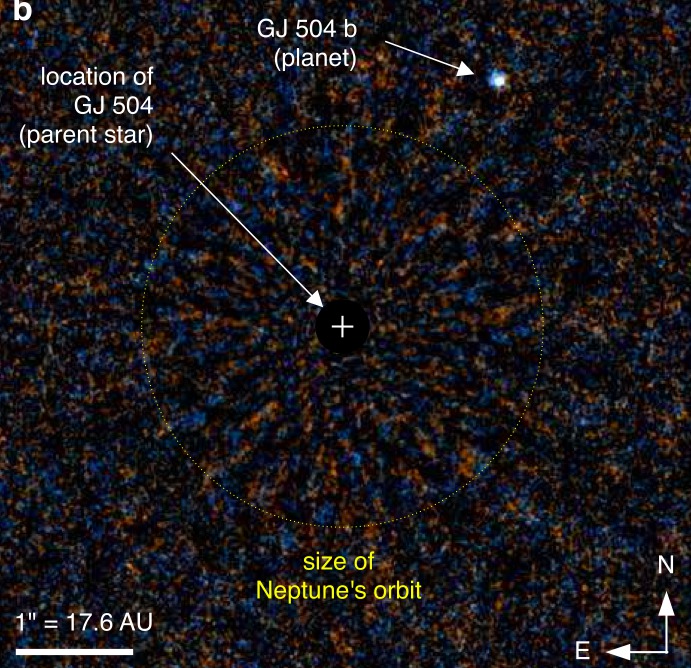 b
GJ 504 b
(planet)
location of
GJ 504
(parent star)
size of
Neptune's orbit
1" = 17.6 AU
N
E